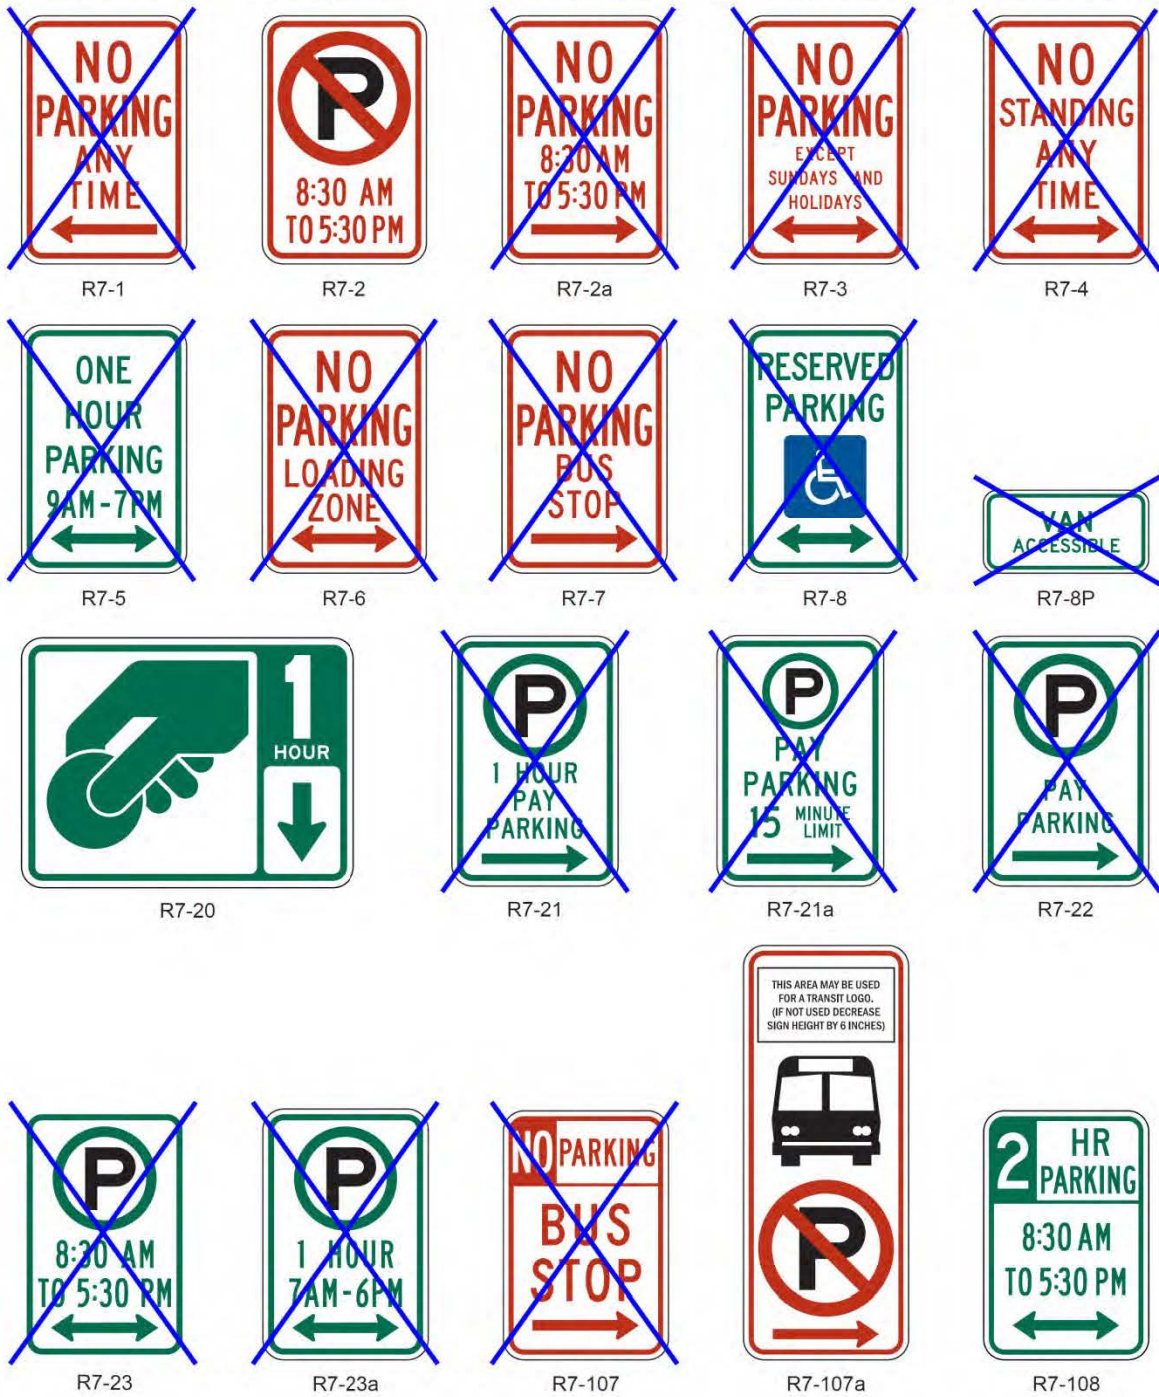 NO
PARKING
ANY
TIME
R7-1
P
8:30 AM
TO 5:30 PM
R7-2
NO
PARKING
8:30 AM
TO 5:30 PM
R7-2a
NO
PARKING
EXCEPT
SUNDAYS AND
HOLIDAYS
R7-3
NO
STANDING
ANY
TIME
R7-4
ONE
HOUR
PARKING
9AM-7PM
R7-5
NO
PARKING
LOADING
ZONE
R7-6
NO
PARKING
BUS
STOP
R7-7
RESERVED
PARKING
R7-8
VAN
ACCESSIBLE
R7-8P
1
HOUR
R7-20
P
1 HOUR
PAY
PARKING
R7-21
P
PAY
PARKING
15 MINUTE
LIMIT
R7-21a
P
PAY
PARKING
R7-22
P
8:30 AM
TO 5:30 PM
R7-23
P
1 HOUR
7AM-6PM
R7-23a
NO PARKING
BUS
STOP
R7-107
THIS AREA MAY BE USED
FOR A TRANSIT LOGO.
(IF NOT USED DECREASE
SIGN HEIGHT BY 6 INCHES)
P
R7-107a
2 HR
PARKING
8:30 AM
TO 5:30 PM
R7-108